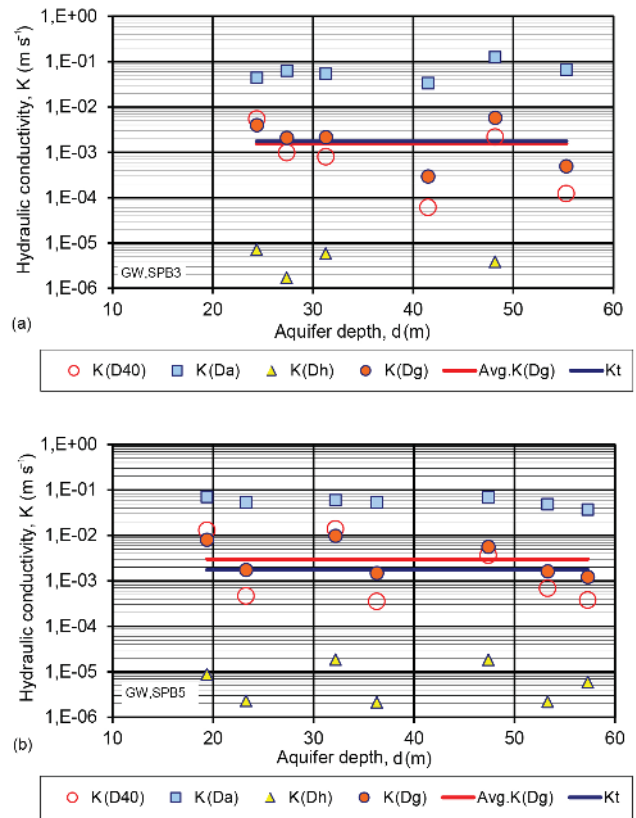 1,E+00
1,E-01
1,E-02
1,E-03
1,E-04
1,E-05
1,E-06
Hydraulic conductivity, K (m s⁻¹)
GW,SPB3
10 20 30 40 50 60
Aquifer depth, d(m)
(a)
K(D40) K(Da) K(Dh) K(Dg) Avg.K(Dg) Kt
1,E+00
1,E-01
1,E-02
1,E-03
1,E-04
1,E-05
1,E-06
Hydraulic conductivity, K (m s⁻¹)
GW,SPB5
10 20 30 40 50 60
Aquifer depth, d(m)
(b)
K(D40) K(Da) K(Dh) K(Dg) Avg.K(Dg) Kt